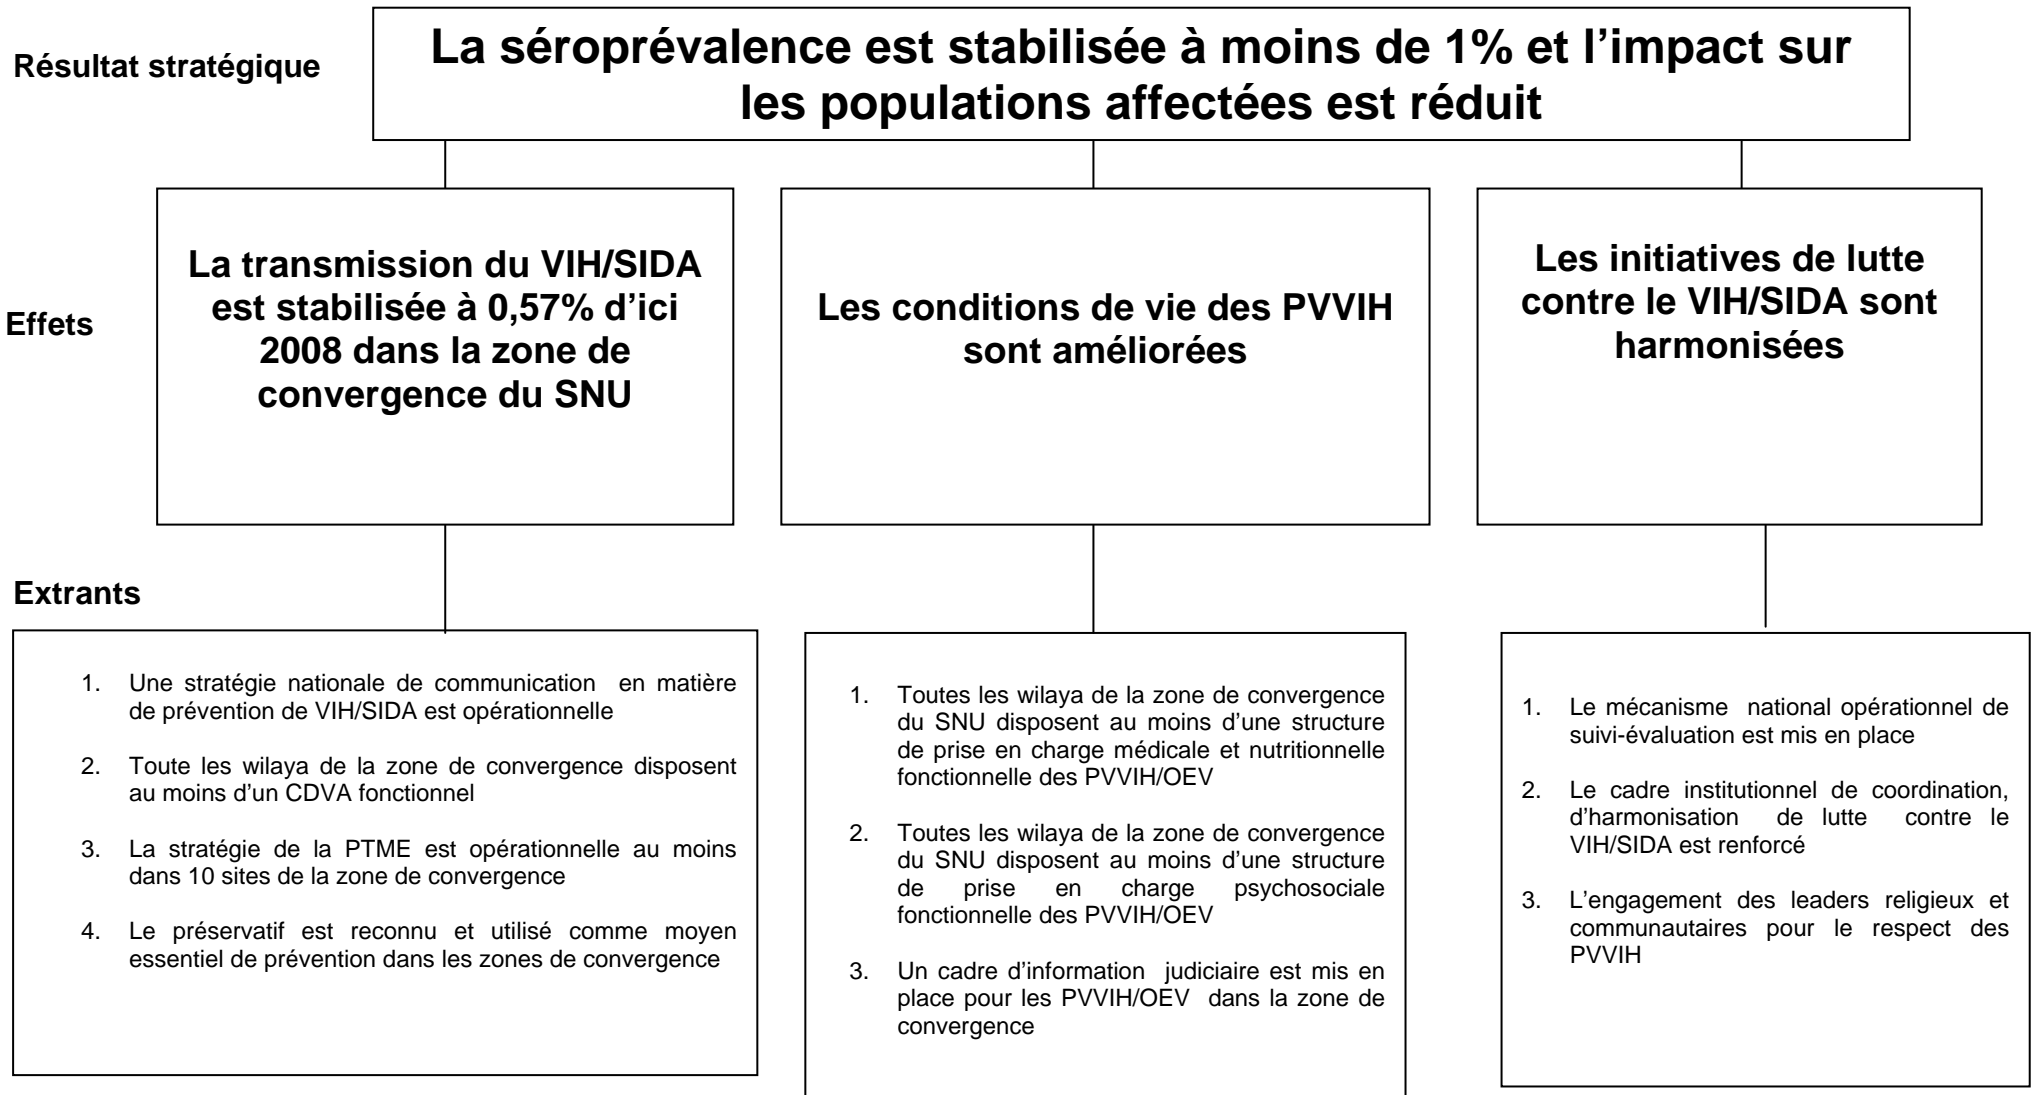 Résultat stratégique
La séroprévalence est stabilisée à moins de 1% et l’impact sur
les populations affectées est réduit
Effets
La transmission du VIH/SIDA
est stabilisée à 0,57% d’ici
2008 dans la zone de
convergence du SNU
Les conditions de vie des PVVIH
sont améliorées
Les initiatives de lutte
contre le VIH/SIDA sont
harmonisées
Extrants
1. Une stratégie nationale de communication en matière
de prévention de VIH/SIDA est opérationnelle
2. Toute les wilaya de la zone de convergence disposent
au moins d’un CDVA fonctionnel
3. La stratégie de la PTME est opérationnelle au moins
dans 10 sites de la zone de convergence
4. Le préservatif est reconnu et utilisé comme moyen
essentiel de prévention dans les zones de convergence
1. Toutes les wilaya de la zone de convergence
du SNU disposent au moins d’une structure
de prise en charge médicale et nutritionnelle
fonctionnelle des PVVIH/OEV
2. Toutes les wilaya de la zone de convergence
du SNU disposent au moins d’une structure
de prise en charge psychosociale
fonctionnelle des PVVIH/OEV
3. Un cadre d’information judiciaire est mis en
place pour les PVVIH/OEV dans la zone de
convergence
1. Le mécanisme national opérationnel de
suivi-évaluation est mis en place
2. Le cadre institutionnel de coordination,
d’harmonisation de lutte contre le
VIH/SIDA est renforcé
3. L’engagement des leaders religieux et
communautaires pour le respect des
PVVIH